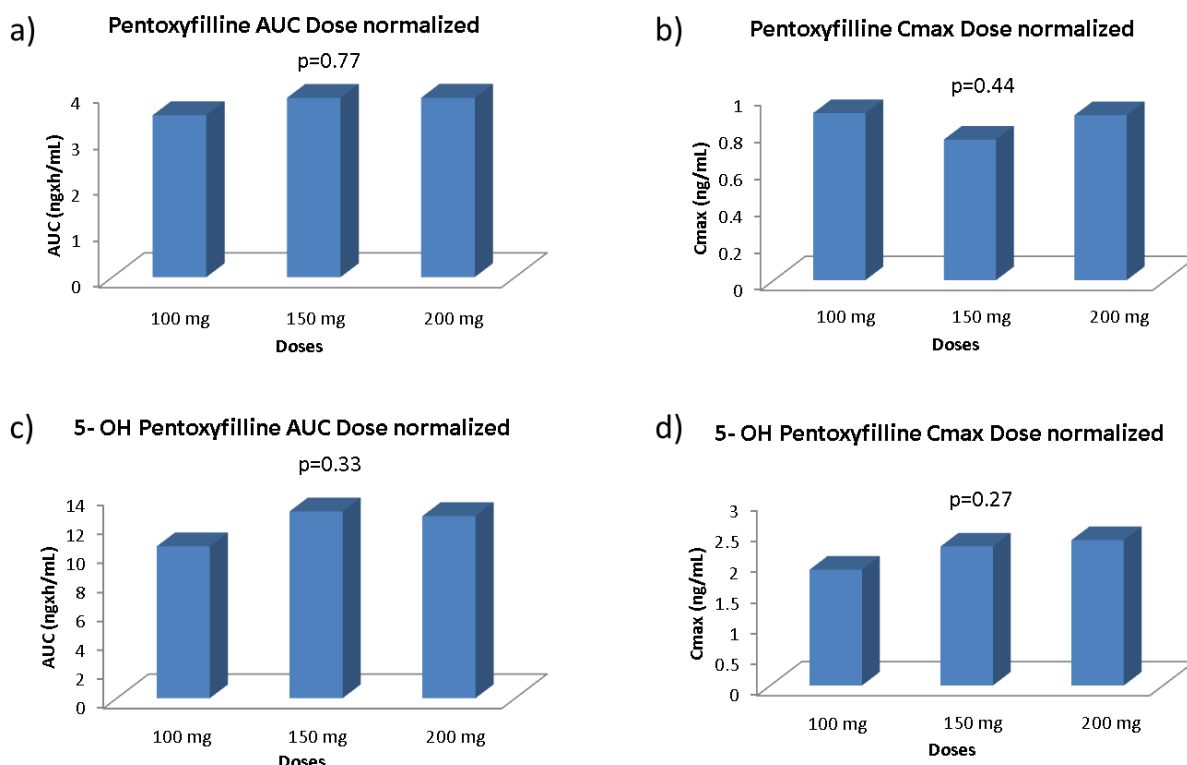 a)
Pentoxyfilline AUC Dose normalized
p=0.77
4
3
2
1
0
AUC (ngxh/mL)
100 mg
150 mg
200 mg
Doses
b)
Pentoxyfilline Cmax Dose normalized
p=0.44
1
0.8
0.6
0.4
0.2
0
Cmax (ng/mL)
100 mg
150 mg
200 mg
Doses
c)
5- OH Pentoxyfilline AUC Dose normalized
p=0.33
14
12
10
8
6
4
2
0
AUC (ngxh/mL)
100 mg
150 mg
200 mg
Doses
d)
5- OH Pentoxyfilline Cmax Dose normalized
p=0.27
3
2.5
2
1.5
1
0.5
0
Cmax (ng/mL)
100 mg
150 mg
200 mg
Doses